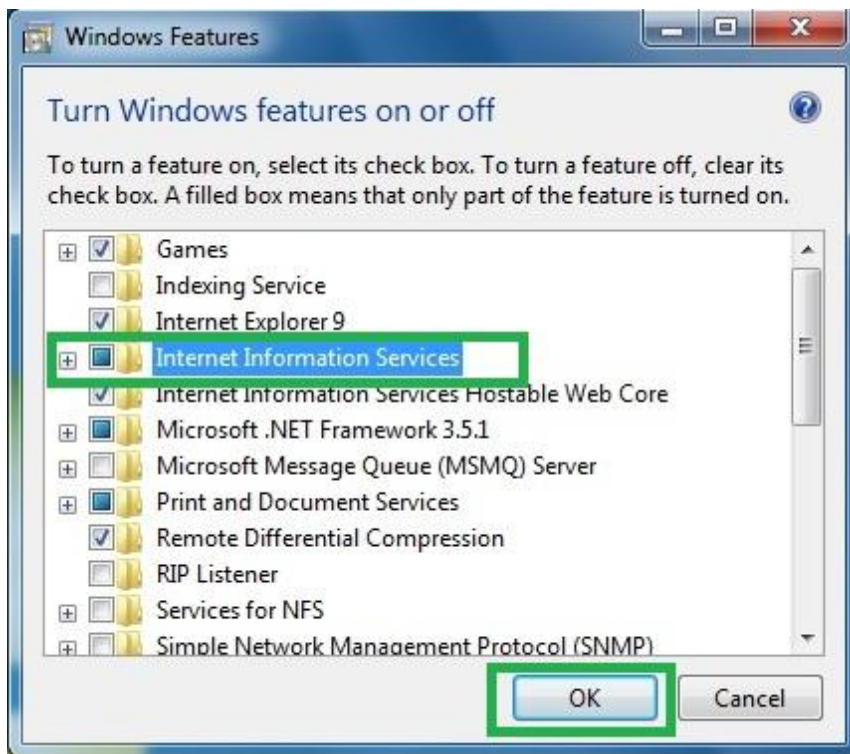 Windows Features
Turn Windows features on or off
To turn a feature on, select its check box. To turn a feature off, clear its
check box. A filled box means that only part of the feature is turned on.
Games
Indexing Service
Internet Explorer 9
Internet Information Services
Internet Information Services Hostable Web Core
Microsoft .NET Framework 3.5.1
Microsoft Message Queue (MSMQ) Server
Print and Document Services
Remote Differential Compression
RIP Listener
Services for NFS
Simple Network Management Protocol (SNMP)
OK
Cancel